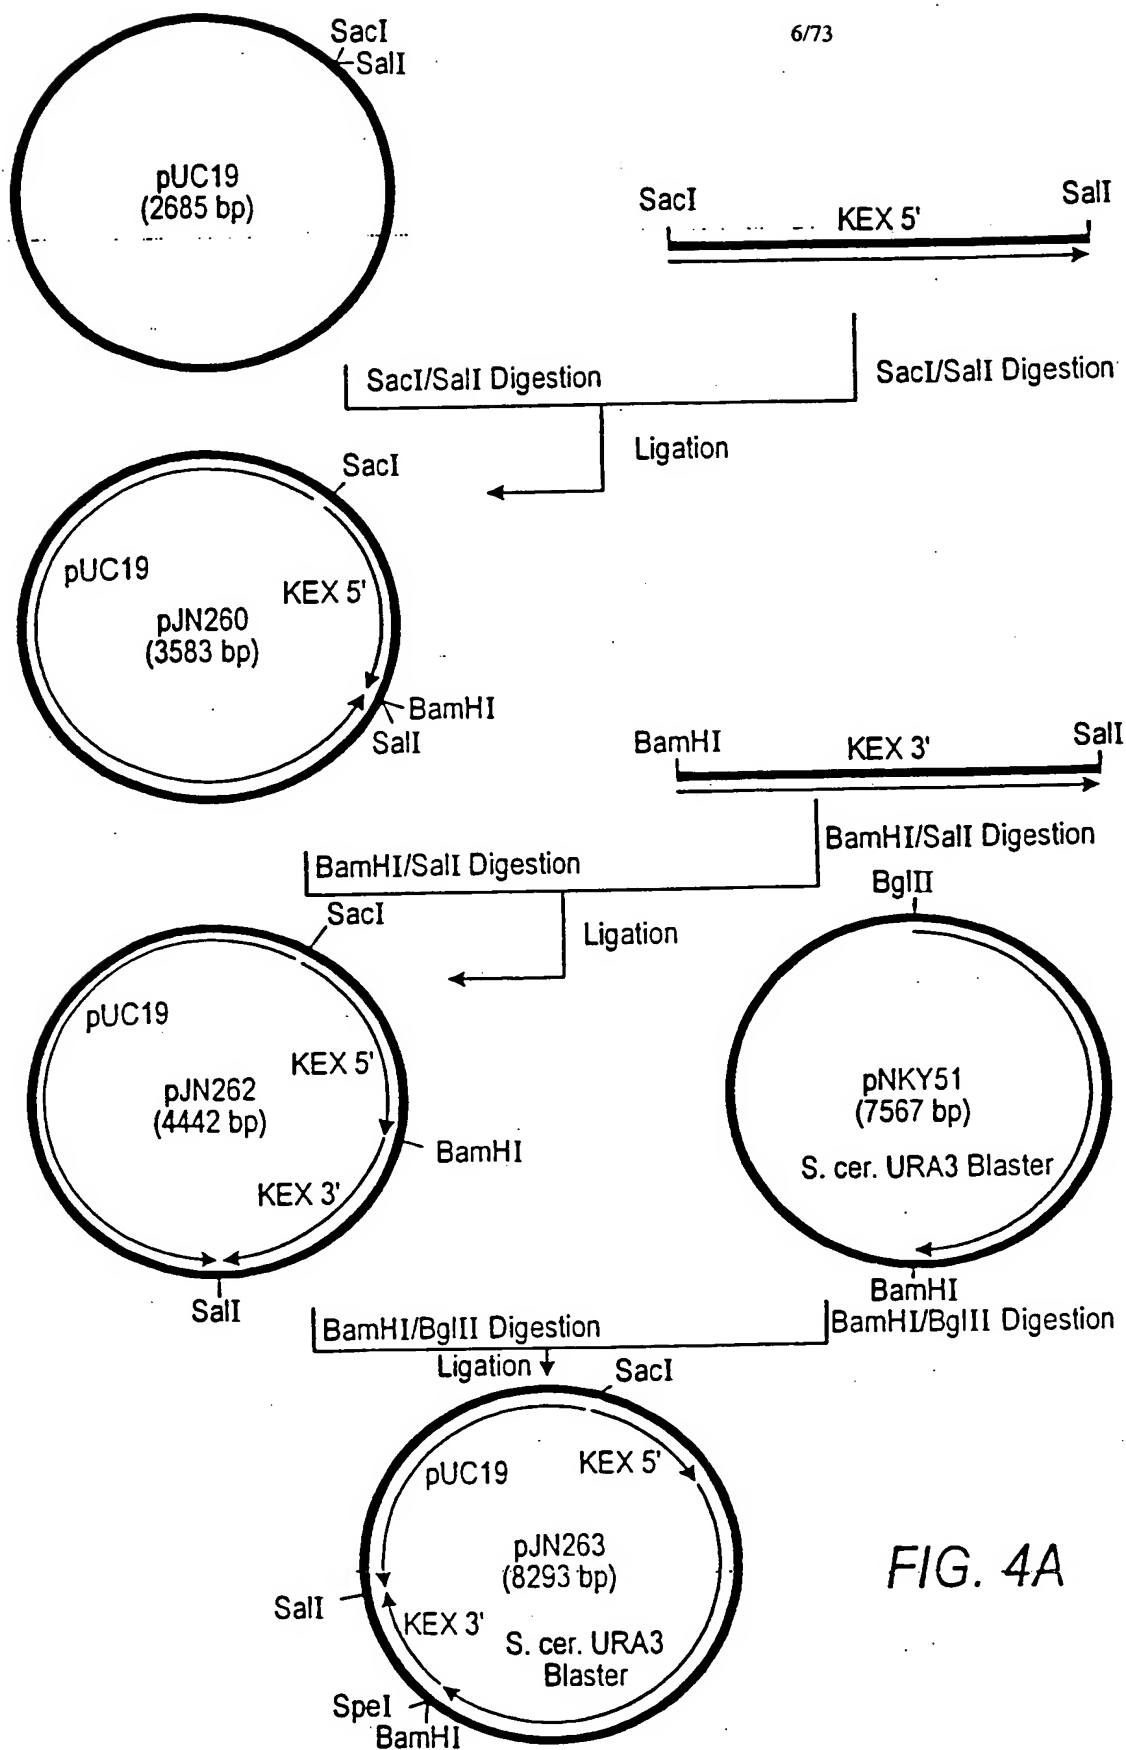 6/73
SacI
SalI
pUC19
(2685 bp)
SacI
KEX 5'
SalI
SacI/SalI Digestion
SacI/SalI Digestion
Ligation
SacI
pUC19
KEX 5'
pJN260
(3583 bp)
BamHI
SalI
BamHI
KEX 3'
SalI
BamHI/SalI Digestion
BamHI/SalI Digestion
Ligation
SacI
pUC19
KEX 5'
pJN262
(4442 bp)
BamHI
KEX 3'
SalI
BglII
pNKY51
(7567 bp)
S. cer. URA3 Blaster
BamHI
BamHI/BglII Digestion
BamHI/BglII Digestion
Ligation
SacI
pUC19
KEX 5'
pJN263
(8293 bp)
SalI
KEX 3'
S. cer. URA3
Blaster
SpeI
BamHI
FIG. 4A